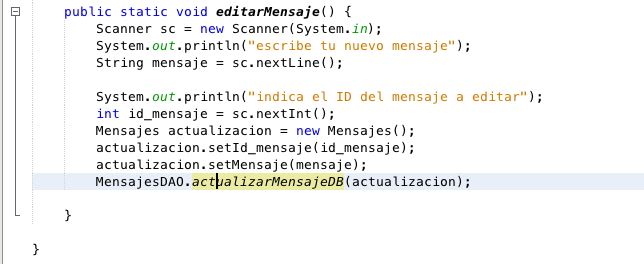 public static void editarMensaje() {
Scanner sc = new Scanner(System.in);
System.out.println("escribe tu nuevo mensaje");
String mensaje = sc.nextLine();
System.out.println("indica el ID del mensaje a editar");
int id_mensaje = sc.nextInt();
Mensajes actualizacion = new Mensajes();
actualizacion.setId_mensaje(id_mensaje);
actualizacion.setMensaje(mensaje);
MensajesDAO.actualizarMensajeDB(actualizacion);
}
}